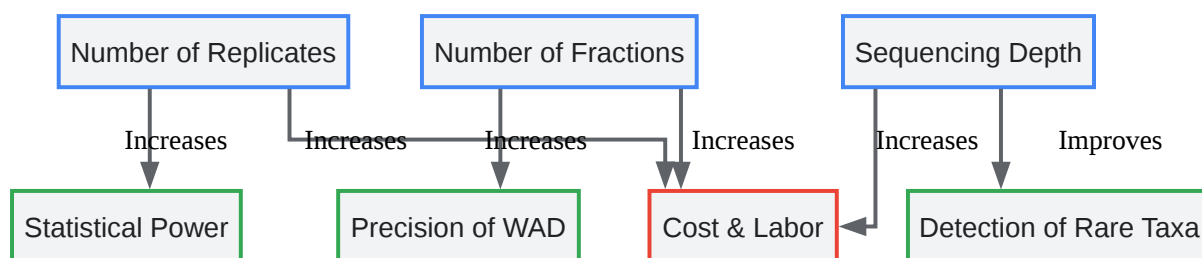 Number of Replicates
Number of Fractions
Sequencing Depth
Increases
Increases
Increases
Increases
Increases
Improves
Statistical Power
Precision of WAD
Cost & Labor
Detection of Rare Taxa